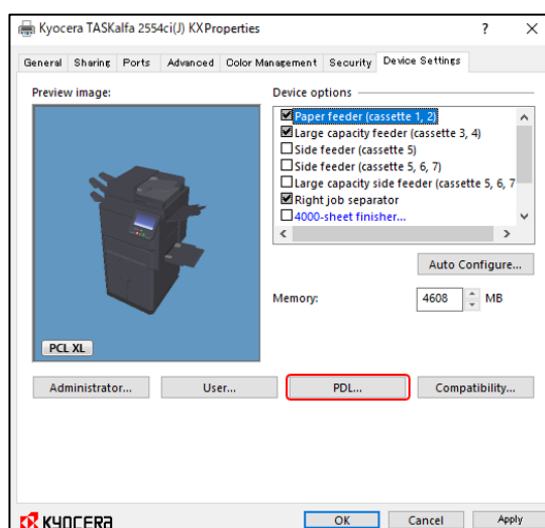 Kyocera TASKalfa 2554ci(J) KXProperties
General Sharing Ports Advanced Color Management Security Device Settings
Preview image:
Device options
Paper feeder (cassette 1, 2)
Large capacity feeder (cassette 3, 4)
Side feeder (cassette 5)
Side feeder (cassette 5, 6, 7)
Large capacity side feeder (cassette 5, 6, 7
Right job separator
4000-sheet finisher...
Auto Configure...
Memory: 4608 MB
PCL XL
Administrator... User... PDL... Compatibility...
KYOCERA
OK Cancel Apply